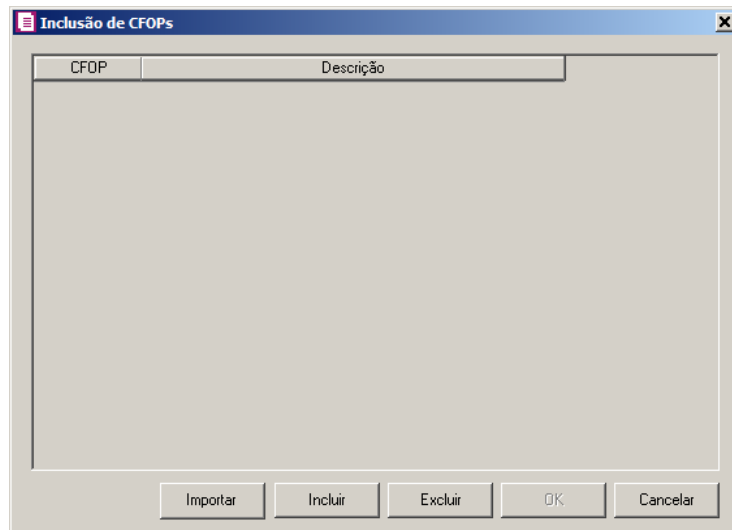 Inclusão de CFOPs
CFOP Descrição
Importar Incluir Excluir OK Cancelar